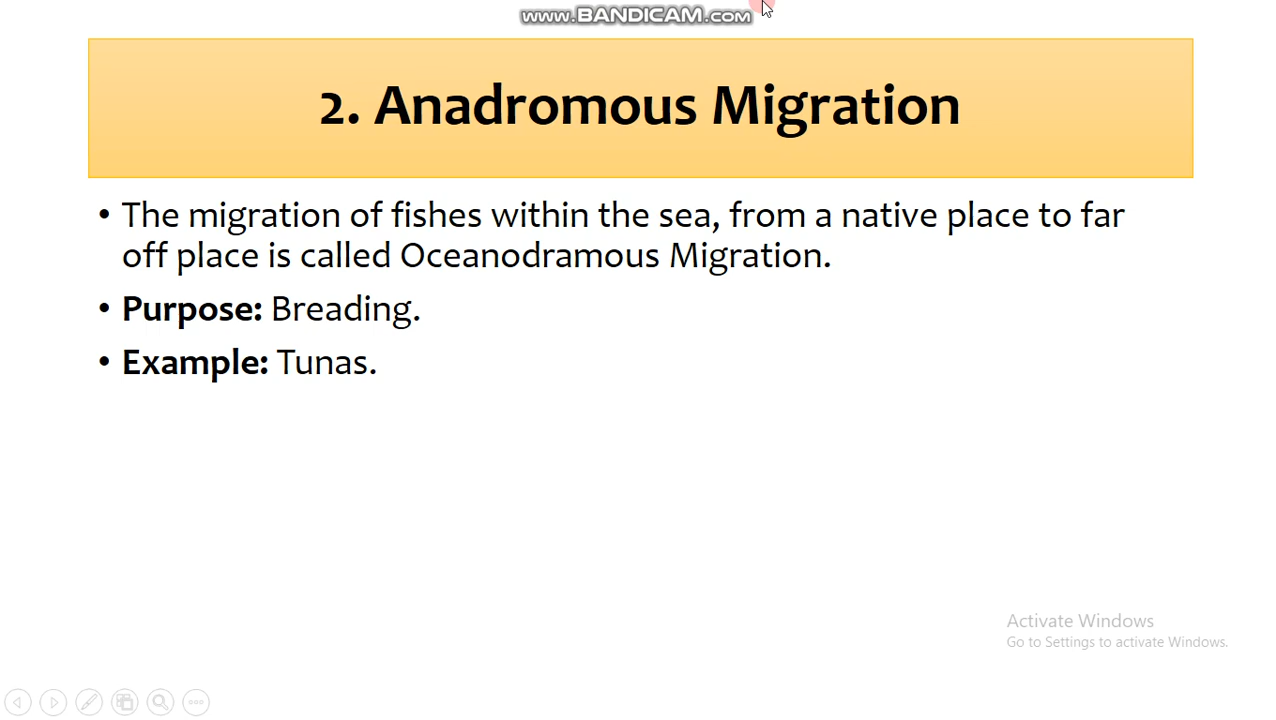 www.BANDICAM.com
2. Anadromous Migration
• The migration of fishes within the sea, from a native place to far
off place is called Oceanodramous Migration.
• Purpose: Breading.
• Example: Tunas.
Activate Windows
Go to Settings to activate Windows.